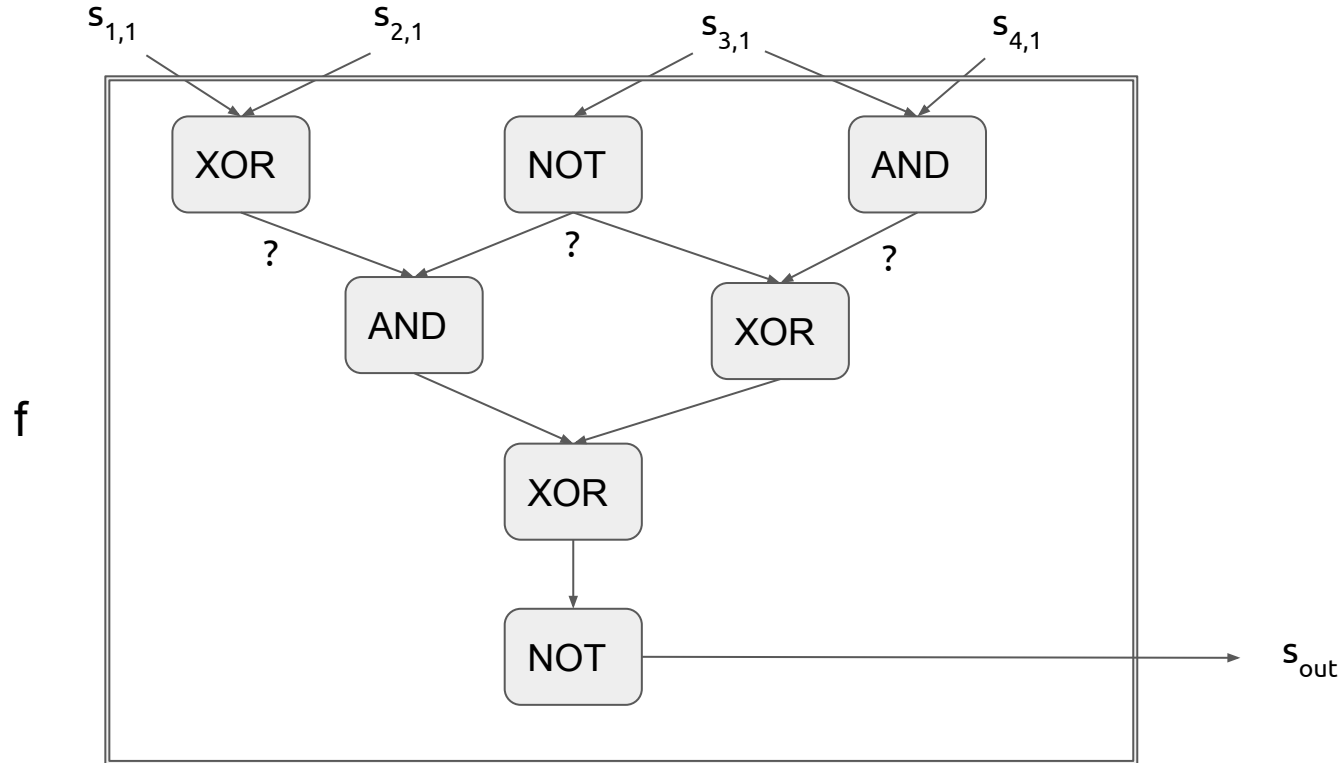 s1,1
s2,1
s3,1
s4,1
XOR
NOT
AND
?
?
?
AND
XOR
f
XOR
NOT
sout